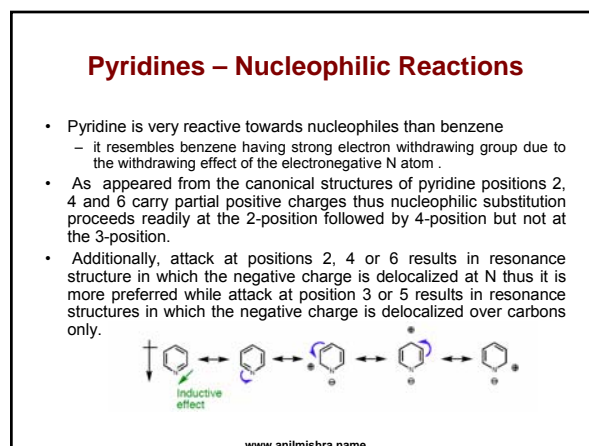 Pyridines – Nucleophilic Reactions
• Pyridine is very reactive towards nucleophiles than benzene
– it resembles benzene having strong electron withdrawing group due to
the withdrawing effect of the electronegative N atom .
• As appeared from the canonical structures of pyridine positions 2,
4 and 6 carry partial positive charges thus nucleophilic substitution
proceeds readily at the 2-position followed by 4-position but not at
the 3-position.
• Additionally, attack at positions 2, 4 or 6 results in resonance
structure in which the negative charge is delocalized at N thus it is
more preferred while attack at position 3 or 5 results in resonance
structures in which the negative charge is delocalized over carbons
only.
N N N N N
Inductive
effect
www.anilmishra.name